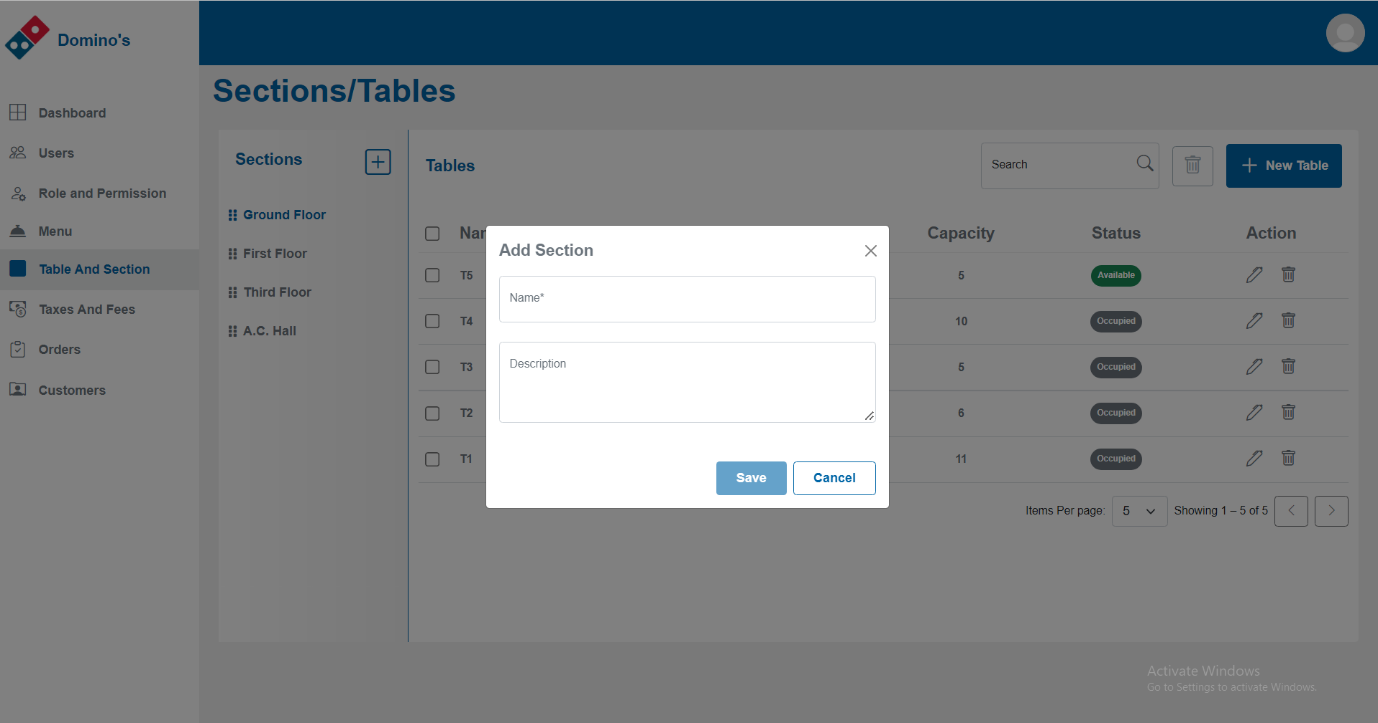 Domino's
Dashboard
Users
Role and Permission
Menu
Table And Section
Taxes And Fees
Orders
Customers
Sections/Tables
Sections
Ground Floor
First Floor
Third Floor
A.C. Hall
Tables
Search
New Table
Capacity Status Action
T5 5 Available
T4 10 Occupied
T3 5 Occupied
T2 6 Occupied
T1 11 Occupied
Items Per page: 5 Showing 1 – 5 of 5
Add Section
Name*
Description
Save Cancel
Activate Windows
Go to Settings to activate Windows.